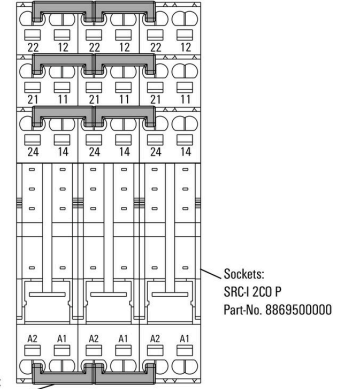 22 12 22 12 22 12
21 11 21 11 21 11
24 14 24 14 24 14
Sockets:
SRC-I 2CO P
Part-No. 8869500000
A2 A1 A2 A1 A2 A1